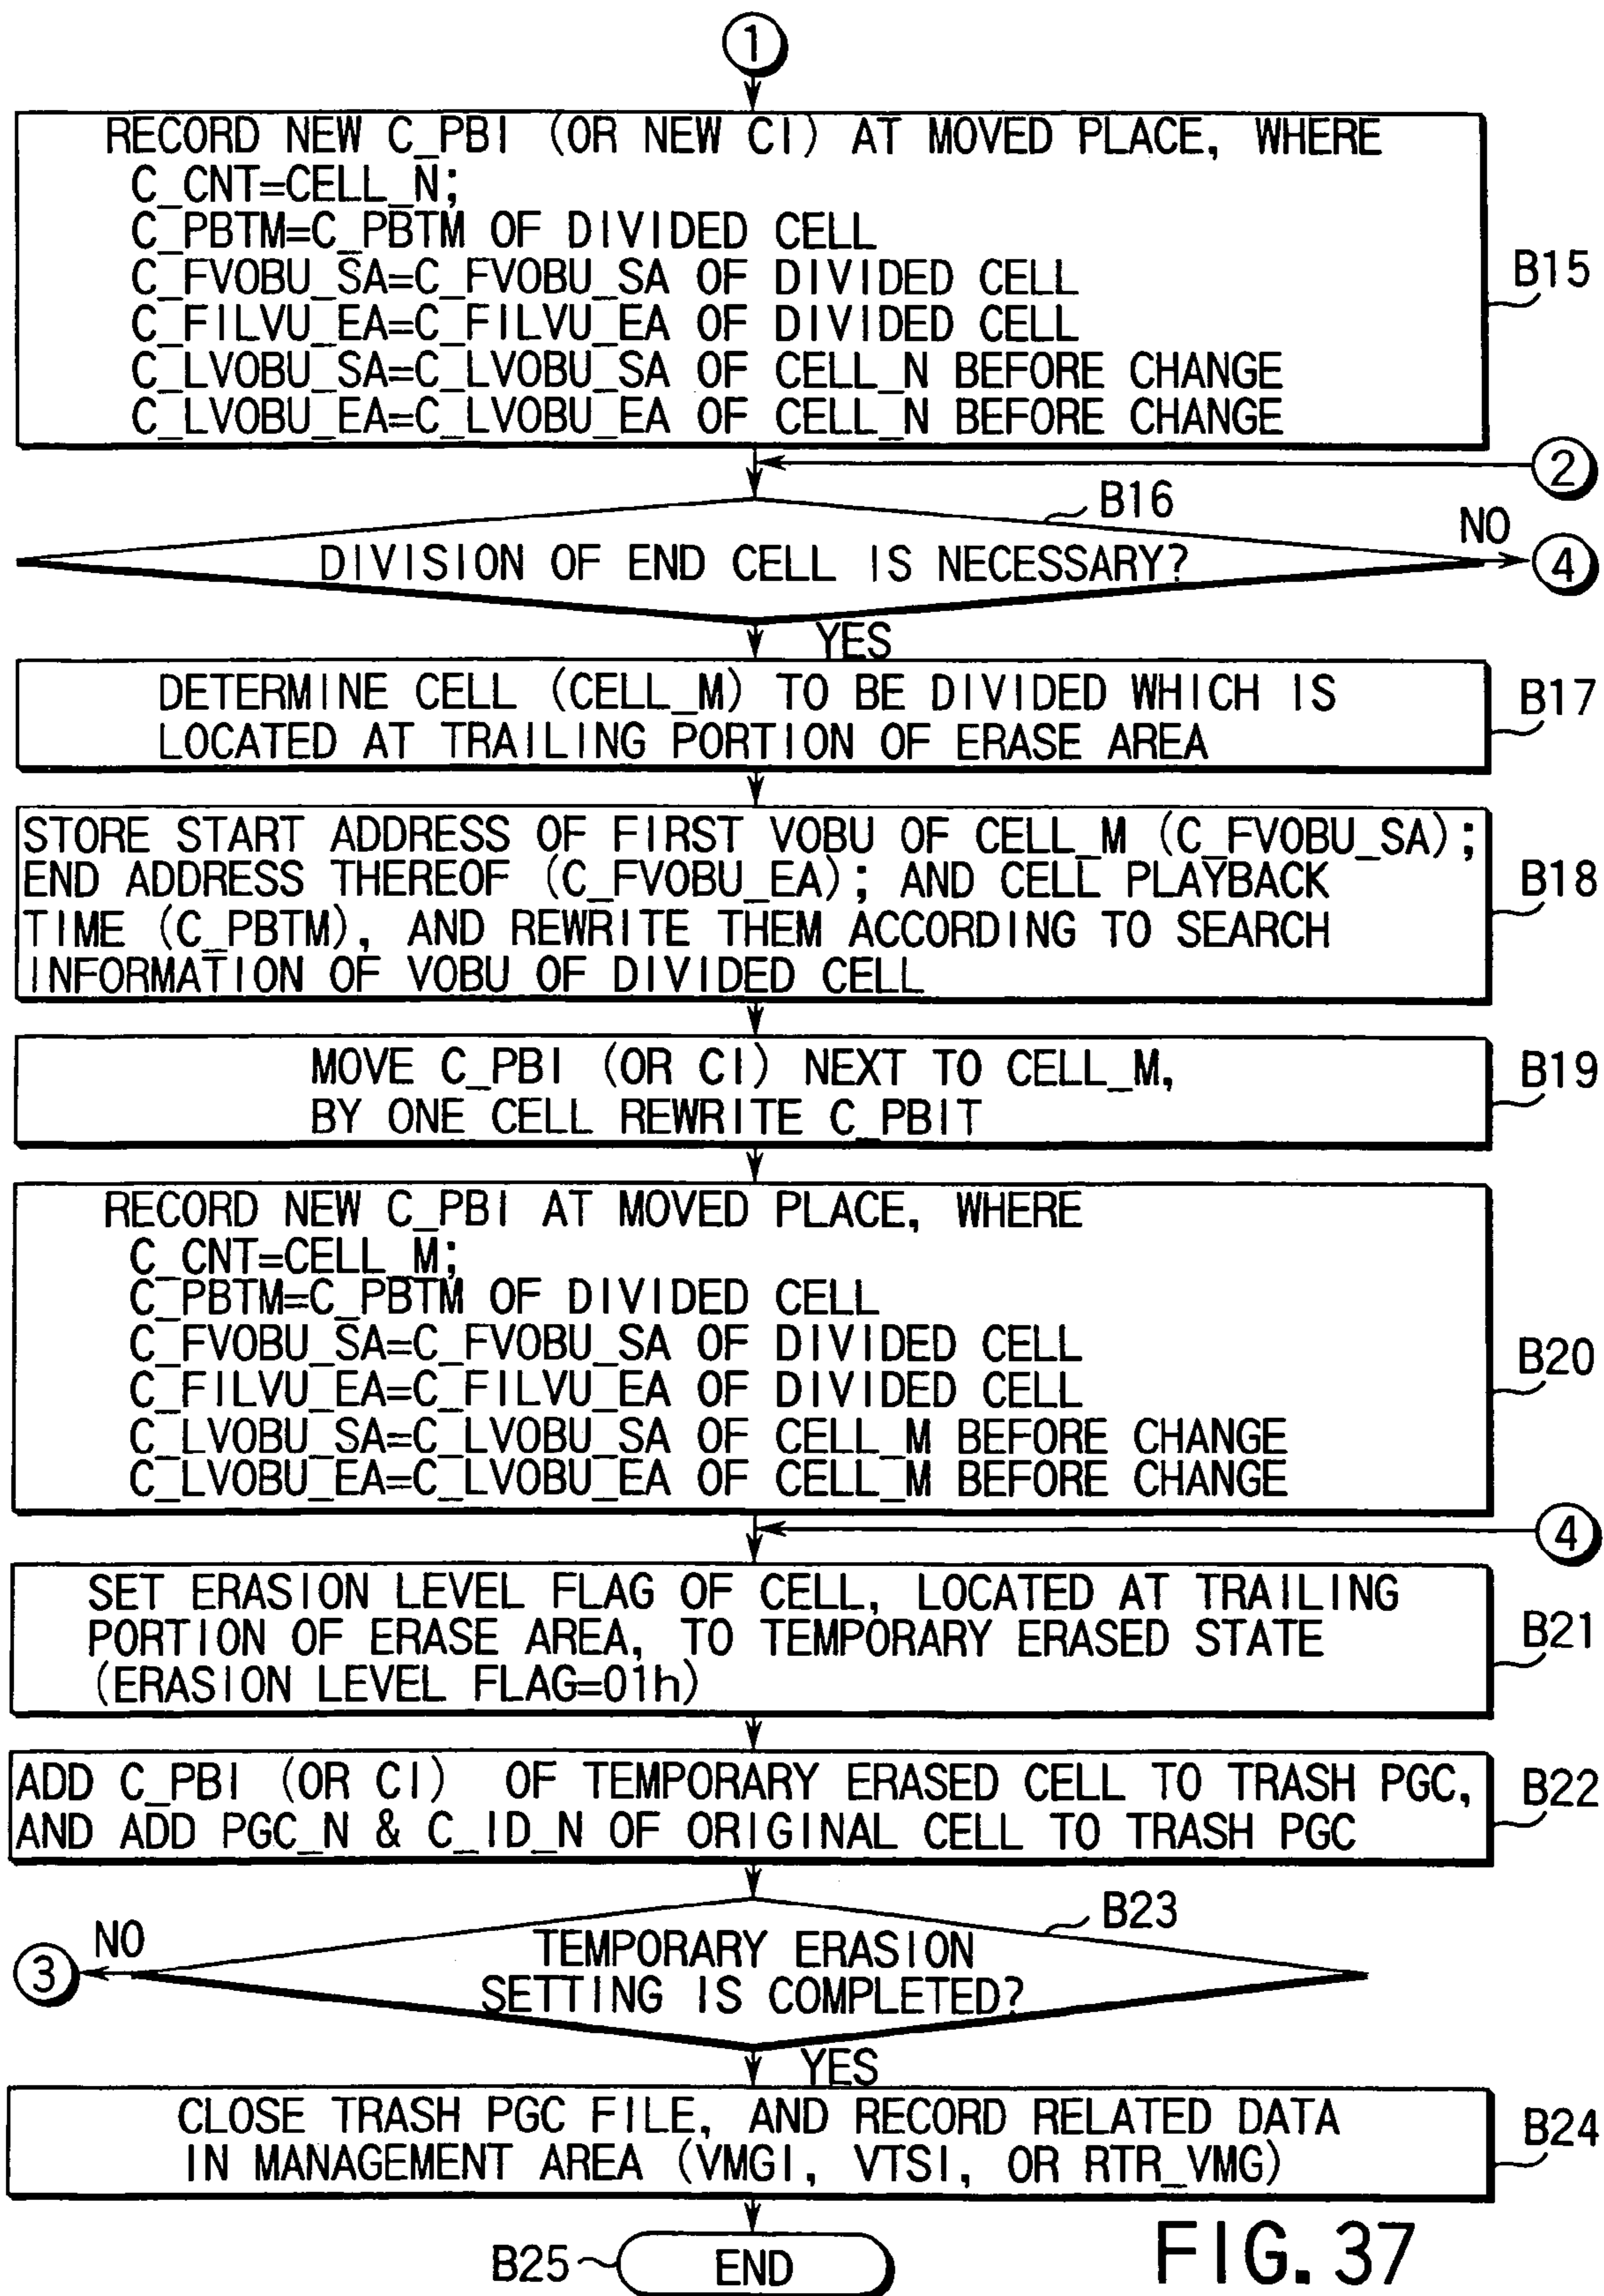 1
RECORD NEW C_PBI (OR NEW CI) AT MOVED PLACE, WHERE
C_CNT=CELL_N;
C_PBTM=C_PBTM OF DIVIDED CELL
C_FVOBU_SA=C_FVOBU_SA OF DIVIDED CELL
C_FILVU_EA=C_FILVU_EA OF DIVIDED CELL
C_LVOBU_SA=C_LVOBU_SA OF CELL_N BEFORE CHANGE
C_LVOBU_EA=C_LVOBU_EA OF CELL_N BEFORE CHANGE
B15
2
B16
DIVISION OF END CELL IS NECESSARY?
NO
4
YES
DETERMINE CELL (CELL_M) TO BE DIVIDED WHICH IS
LOCATED AT TRAILING PORTION OF ERASE AREA
B17
STORE START ADDRESS OF FIRST VOBU OF CELL_M (C_FVOBU_SA);
END ADDRESS THEREOF (C_FVOBU_EA); AND CELL PLAYBACK
TIME (C_PBTM), AND REWRITE THEM ACCORDING TO SEARCH
INFORMATION OF VOBU OF DIVIDED CELL
B18
MOVE C_PBI (OR CI) NEXT TO CELL_M,
BY ONE CELL REWRITE C_PBIT
B19
RECORD NEW C_PBI AT MOVED PLACE, WHERE
C_CNT=CELL_M;
C_PBTM=C_PBTM OF DIVIDED CELL
C_FVOBU_SA=C_FVOBU_SA OF DIVIDED CELL
C_FILVU_EA=C_FILVU_EA OF DIVIDED CELL
C_LVOBU_SA=C_LVOBU_SA OF CELL_M BEFORE CHANGE
C_LVOBU_EA=C_LVOBU_EA OF CELL_M BEFORE CHANGE
B20
4
SET ERASION LEVEL FLAG OF CELL, LOCATED AT TRAILING
PORTION OF ERASE AREA, TO TEMPORARY ERASED STATE
(ERASION LEVEL FLAG=01h)
B21
ADD C_PBI (OR CI) OF TEMPORARY ERASED CELL TO TRASH PGC,
AND ADD PGC_N & C_ID_N OF ORIGINAL CELL TO TRASH PGC
B22
B23
TEMPORARY ERASION
SETTING IS COMPLETED?
NO
3
YES
CLOSE TRASH PGC FILE, AND RECORD RELATED DATA
IN MANAGEMENT AREA (VMGI, VTSI, OR RTR_VMG)
B24
B25
END
FIG. 37